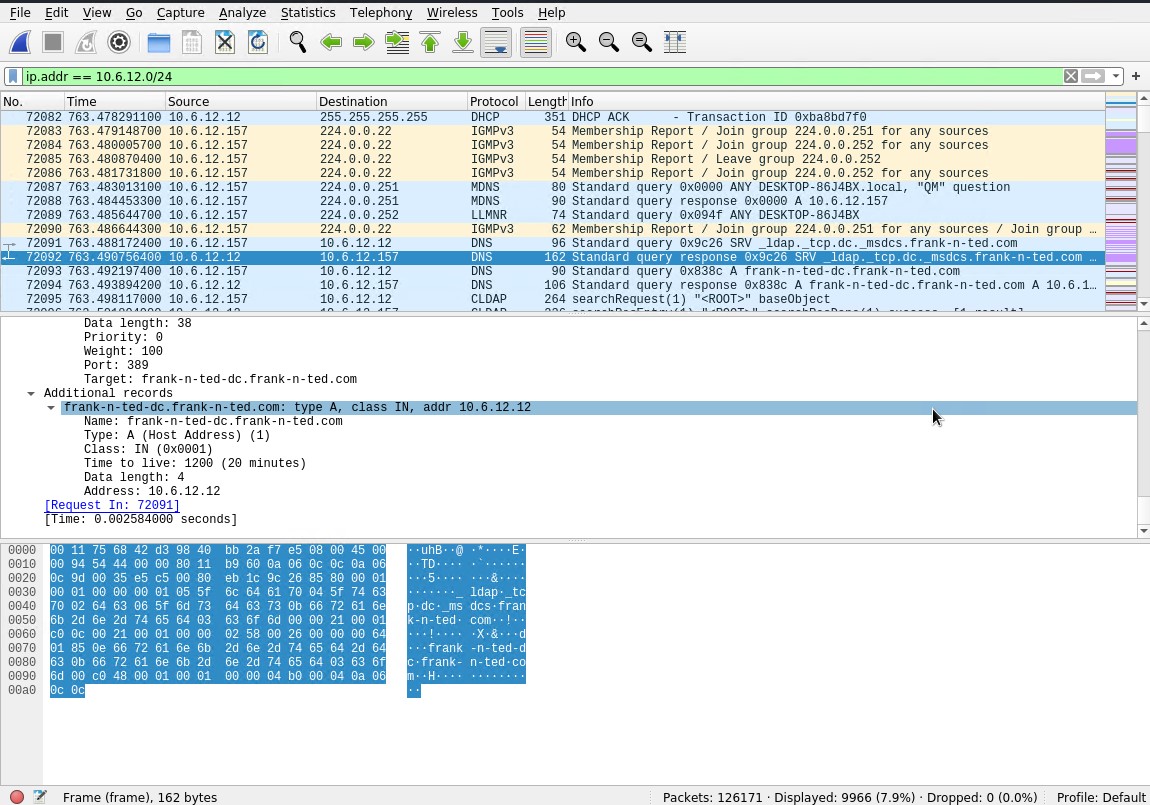 File Edit View Go Capture Analyze Statistics Telephony Wireless Tools Help
ip.addr == 10.6.12.0/24
No. Time Source Destination Protocol Length Info
72082 763.478291100 10.6.12.12 255.255.255.255 DHCP 351 DHCP ACK - Transaction ID 0xba8bd7f0
72083 763.479148700 10.6.12.157 224.0.0.22 IGMPv3 54 Membership Report / Join group 224.0.0.251 for any sources
72084 763.480005700 10.6.12.157 224.0.0.22 IGMPv3 54 Membership Report / Join group 224.0.0.252 for any sources
72085 763.480870400 10.6.12.157 224.0.0.22 IGMPv3 54 Membership Report / Leave group 224.0.0.252
72086 763.481731800 10.6.12.157 224.0.0.22 IGMPv3 54 Membership Report / Join group 224.0.0.252 for any sources
72087 763.483013100 10.6.12.157 224.0.0.251 MDNS 80 Standard query 0x0000 ANY DESKTOP-86J4BX.local, "QM" question
72088 763.484453300 10.6.12.157 224.0.0.251 MDNS 90 Standard query response 0x0000 A 10.6.12.157
72089 763.485644700 10.6.12.157 224.0.0.252 LLMNR 74 Standard query 0x094f ANY DESKTOP-86J4BX
72090 763.486644300 10.6.12.157 224.0.0.22 IGMPv3 62 Membership Report / Join group 224.0.0.251 for any sources / Join group …
72091 763.488172400 10.6.12.157 10.6.12.12 DNS 96 Standard query 0x9c26 SRV _ldap._tcp.dc._msdcs.frank-n-ted.com
72092 763.490756400 10.6.12.12 10.6.12.157 DNS 162 Standard query response 0x9c26 SRV _ldap._tcp.dc._msdcs.frank-n-ted.com …
72093 763.492197400 10.6.12.157 10.6.12.12 DNS 90 Standard query 0x838c A frank-n-ted-dc.frank-n-ted.com
72094 763.493894200 10.6.12.12 10.6.12.157 DNS 106 Standard query response 0x838c A frank-n-ted-dc.frank-n-ted.com A 10.6.1…
72095 763.498117000 10.6.12.157 10.6.12.12 CLDAP 264 searchRequest(1) "<ROOT>" baseObject
Data length: 38
Priority: 0
Weight: 100
Port: 389
Target: frank-n-ted-dc.frank-n-ted.com
Additional records
frank-n-ted-dc.frank-n-ted.com: type A, class IN, addr 10.6.12.12
Name: frank-n-ted-dc.frank-n-ted.com
Type: A (Host Address) (1)
Class: IN (0x0001)
Time to live: 1200 (20 minutes)
Data length: 4
Address: 10.6.12.12
[Request In: 72091]
[Time: 0.002584000 seconds]
0000 00 11 75 68 42 d3 98 40 bb 2a f7 e5 08 00 45 00 ··uhB··@ ·*····E·
0010 00 94 54 44 00 00 80 11 b9 60 0a 06 0c 0c 0a 06 ··TD···· ·`······
0020 0c 9d 00 35 e5 c5 00 80 eb 1c 9c 26 85 80 00 01 ···5···· ···&····
0030 00 01 00 00 00 01 05 5f 6c 64 61 70 04 5f 74 63 ·······_ ldap·_tc
0040 70 02 64 63 06 5f 6d 73 64 63 73 0b 66 72 61 6e p·dc·_ms dcs·fran
0050 6b 2d 6e 2d 74 65 64 03 63 6f 6d 00 00 21 00 01 k-n-ted· com··!··
0060 c0 0c 00 21 00 01 00 00 02 58 00 26 00 00 00 64 ···!···· ·X·&···d
0070 01 85 0e 66 72 61 6e 6b 2d 6e 2d 74 65 64 2d 64 ···frank -n-ted-d
0080 63 0b 66 72 61 6e 6b 2d 6e 2d 74 65 64 03 63 6f c·frank- n-ted·co
0090 6d 00 c0 48 00 01 00 01 00 00 04 b0 00 04 0a 06 m··H···· ········
00a0 0c 0c ··
Frame (frame), 162 bytes Packets: 126171 · Displayed: 9966 (7.9%) · Dropped: 0 (0.0%) Profile: Default